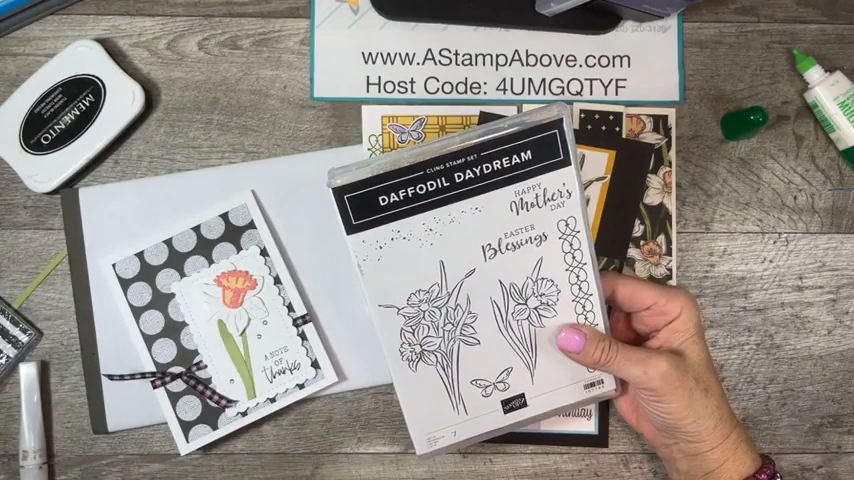 www.AStampAbove.com
Host Code: 4UMGQTYF
MEMENTO
CLING STAMP SET
DAFFODIL DAYDREAM
HAPPY
Mother's
DAY
EASTER
Blessings
A NOTE
OF
thanks
7